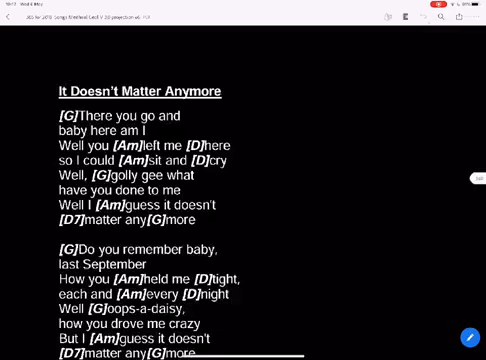 It Doesn't Matter Anymore
[G]There you go and
baby here am I
Well you [Am]left me [D]here
so I could [Am]sit and [D]cry
Well, [G]golly gee what
have you done to me
Well I [Am]guess it doesn't
[D7]matter any[G]more
[G]Do you remember baby,
last September
How you [Am]held me [D]tight,
each and [Am]every [D]night
Well [G]oops-a-daisy,
how you drove me crazy
But I [Am]guess it doesn't
[D7]matter any[G]more